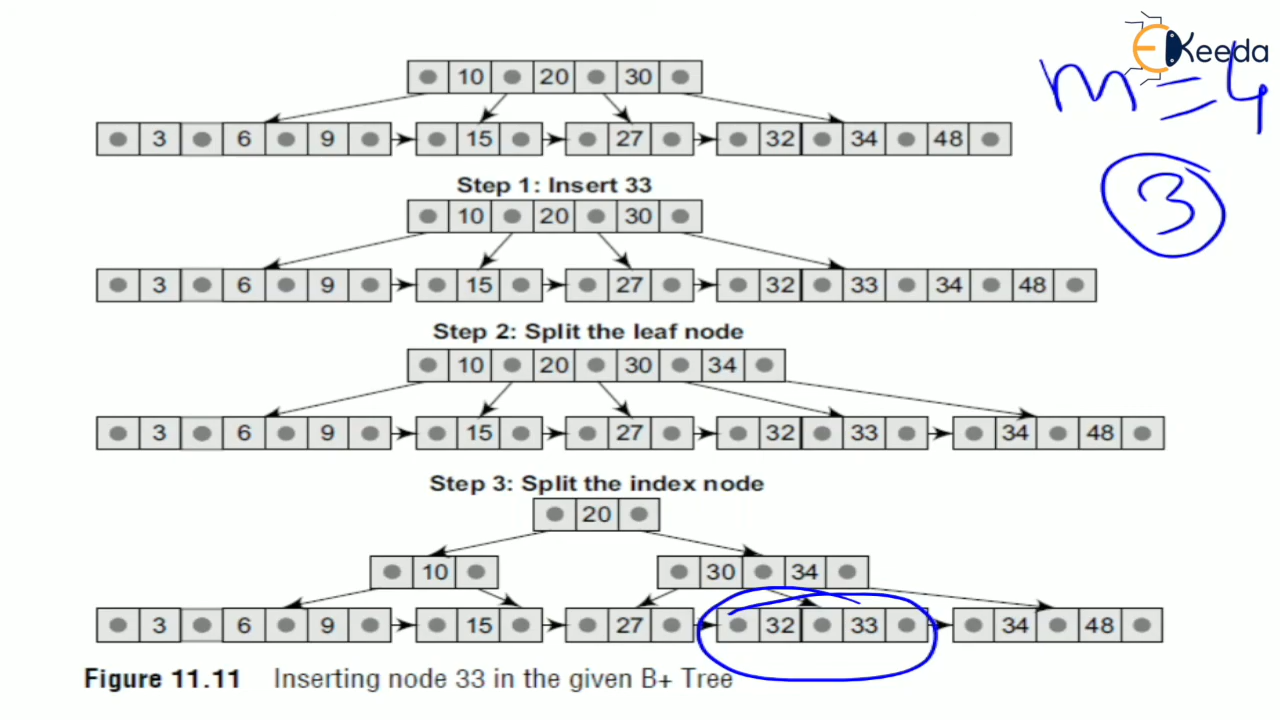 EKeeda
m=4
10 20 30
3 6 9 15 27 32 34 48
3
Step 1: Insert 33
10 20 30
3 6 9 15 27 32 33 34 48
Step 2: Split the leaf node
10 20 30 34
3 6 9 15 27 32 33 34 48
Step 3: Split the index node
20
10 30 34
3 6 9 15 27 32 33 34 48
Figure 11.11 Inserting node 33 in the given B+ Tree